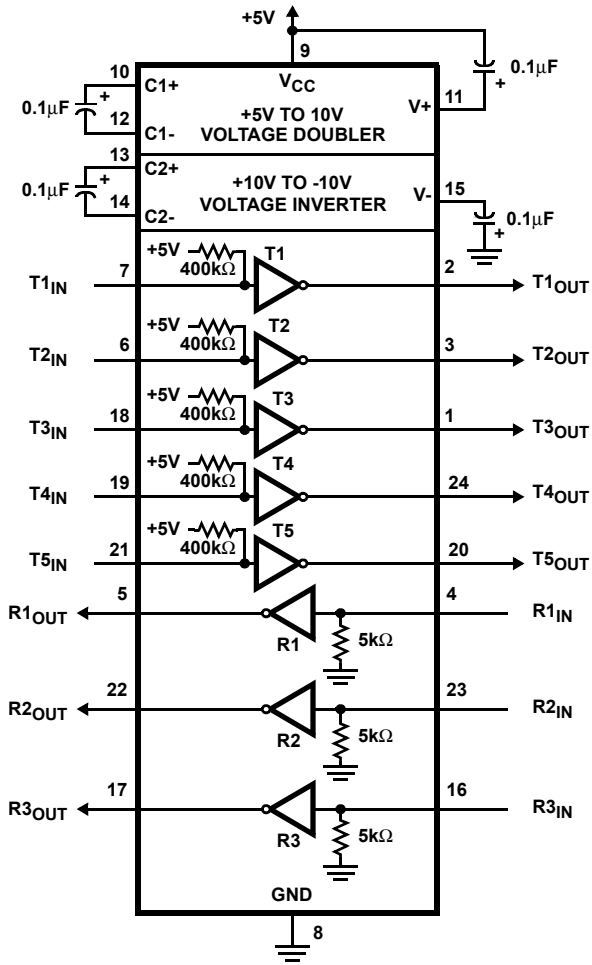 +5V
9
VCC
10
C1+
0.1µF
+
12
C1-
+5V TO 10V
VOLTAGE DOUBLER
V+
11
0.1µF
+
13
C2+
0.1µF
+
14
C2-
+10V TO -10V
VOLTAGE INVERTER
V-
15
0.1µF
+
T1IN
7
+5V
400kΩ
T1
2
T1OUT
T2IN
6
+5V
400kΩ
T2
3
T2OUT
T3IN
18
+5V
400kΩ
T3
1
T3OUT
T4IN
19
+5V
400kΩ
T4
24
T4OUT
T5IN
21
+5V
400kΩ
T5
20
T5OUT
R1OUT
5
R1
5kΩ
4
R1IN
R2OUT
22
R2
5kΩ
23
R2IN
R3OUT
17
R3
5kΩ
16
R3IN
GND
8